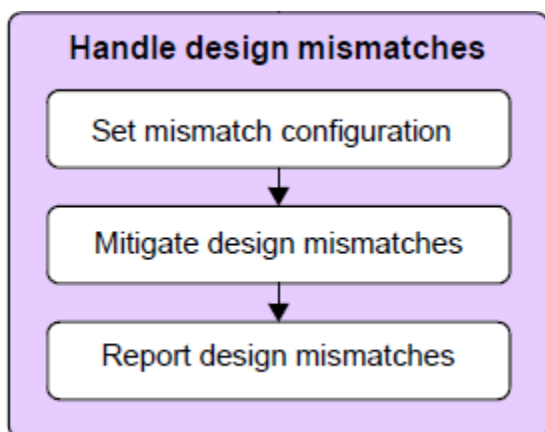 Handle design mismatches
Set mismatch configuration
Mitigate design mismatches
Report design mismatches